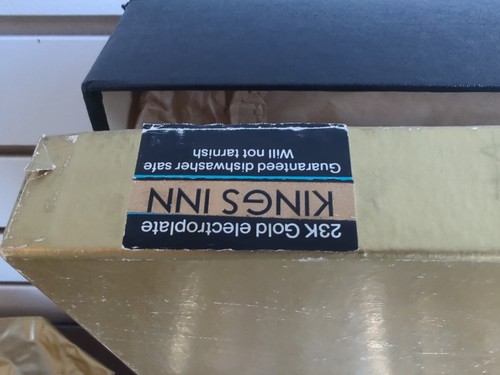 23K Gold electroplate
KINGS INN
Guaranteed dishwasher safe
Will not tarnish